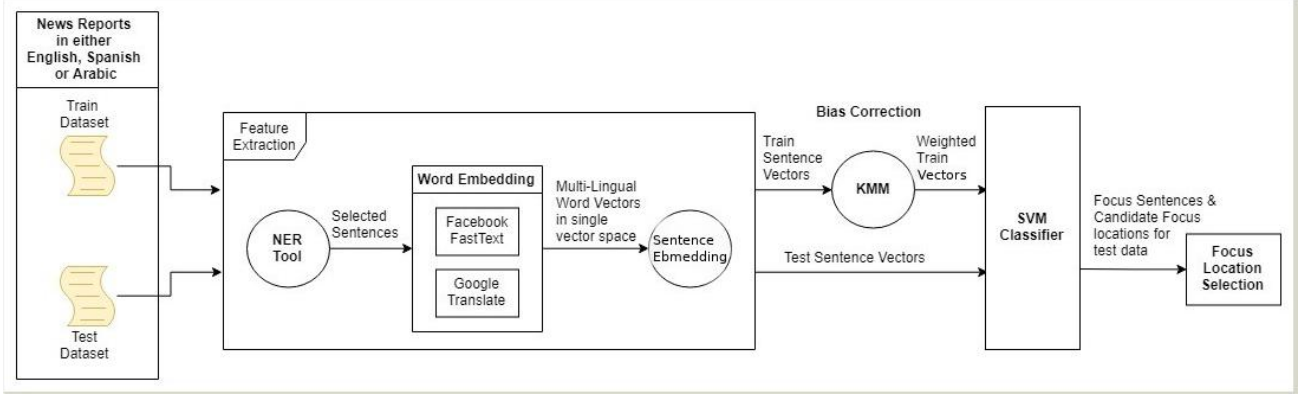 News Reports
in either
English, Spanish
or Arabic
Train
Dataset
Test
Dataset
Feature
Extraction
NER
Tool
Selected
Sentences
Word Embedding
Facebook
FastText
Google
Translate
Multi-Lingual
Word Vectors
in single
vector space
Sentence
Ebmedding
Bias Correction
Train
Sentence
Vectors
KMM
Weighted
Train
Vectors
Test Sentence Vectors
SVM
Classifier
Focus Sentences &
Candidate Focus
locations for
test data
Focus
Location
Selection